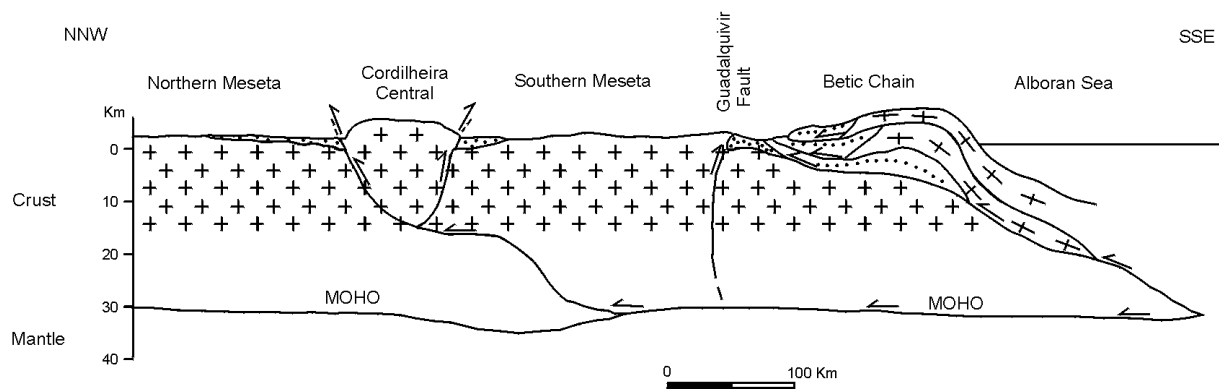 NNW
SSE
Northern Meseta
Cordilheira
Central
Southern Meseta
Guadalquivir
Fault
Betic Chain
Alboran Sea
Km
0
Crust
10
20
30
MOHO
MOHO
Mantle
40
0
100 Km